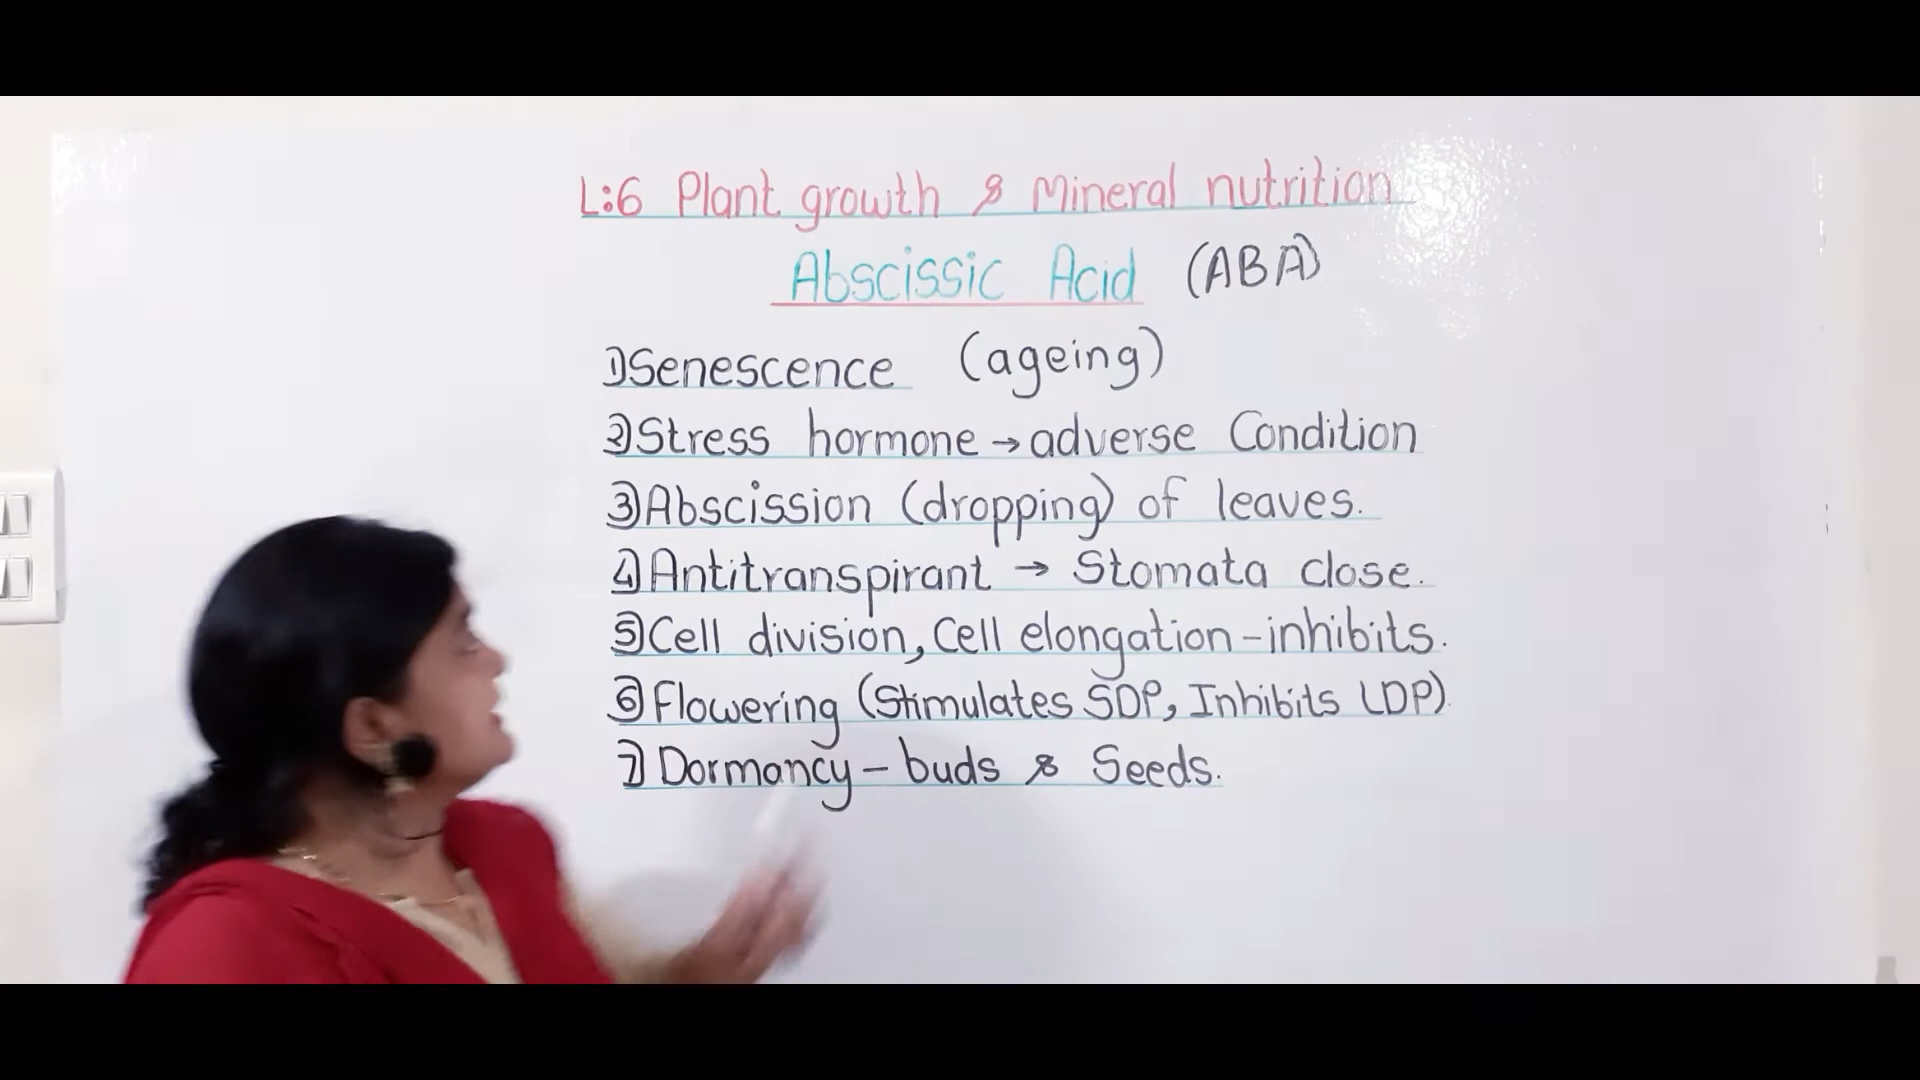 L:6 Plant growth & Mineral nutrition
Abscissic Acid (ABA)
1) Senescence (ageing)
2) Stress hormone → adverse Condition
3) Abscission (dropping) of leaves.
4) Antitranspirant → Stomata close.
5) Cell division, Cell elongation - inhibits.
6) Flowering (Stimulates SDP, Inhibits LDP).
7) Dormancy - buds & Seeds.